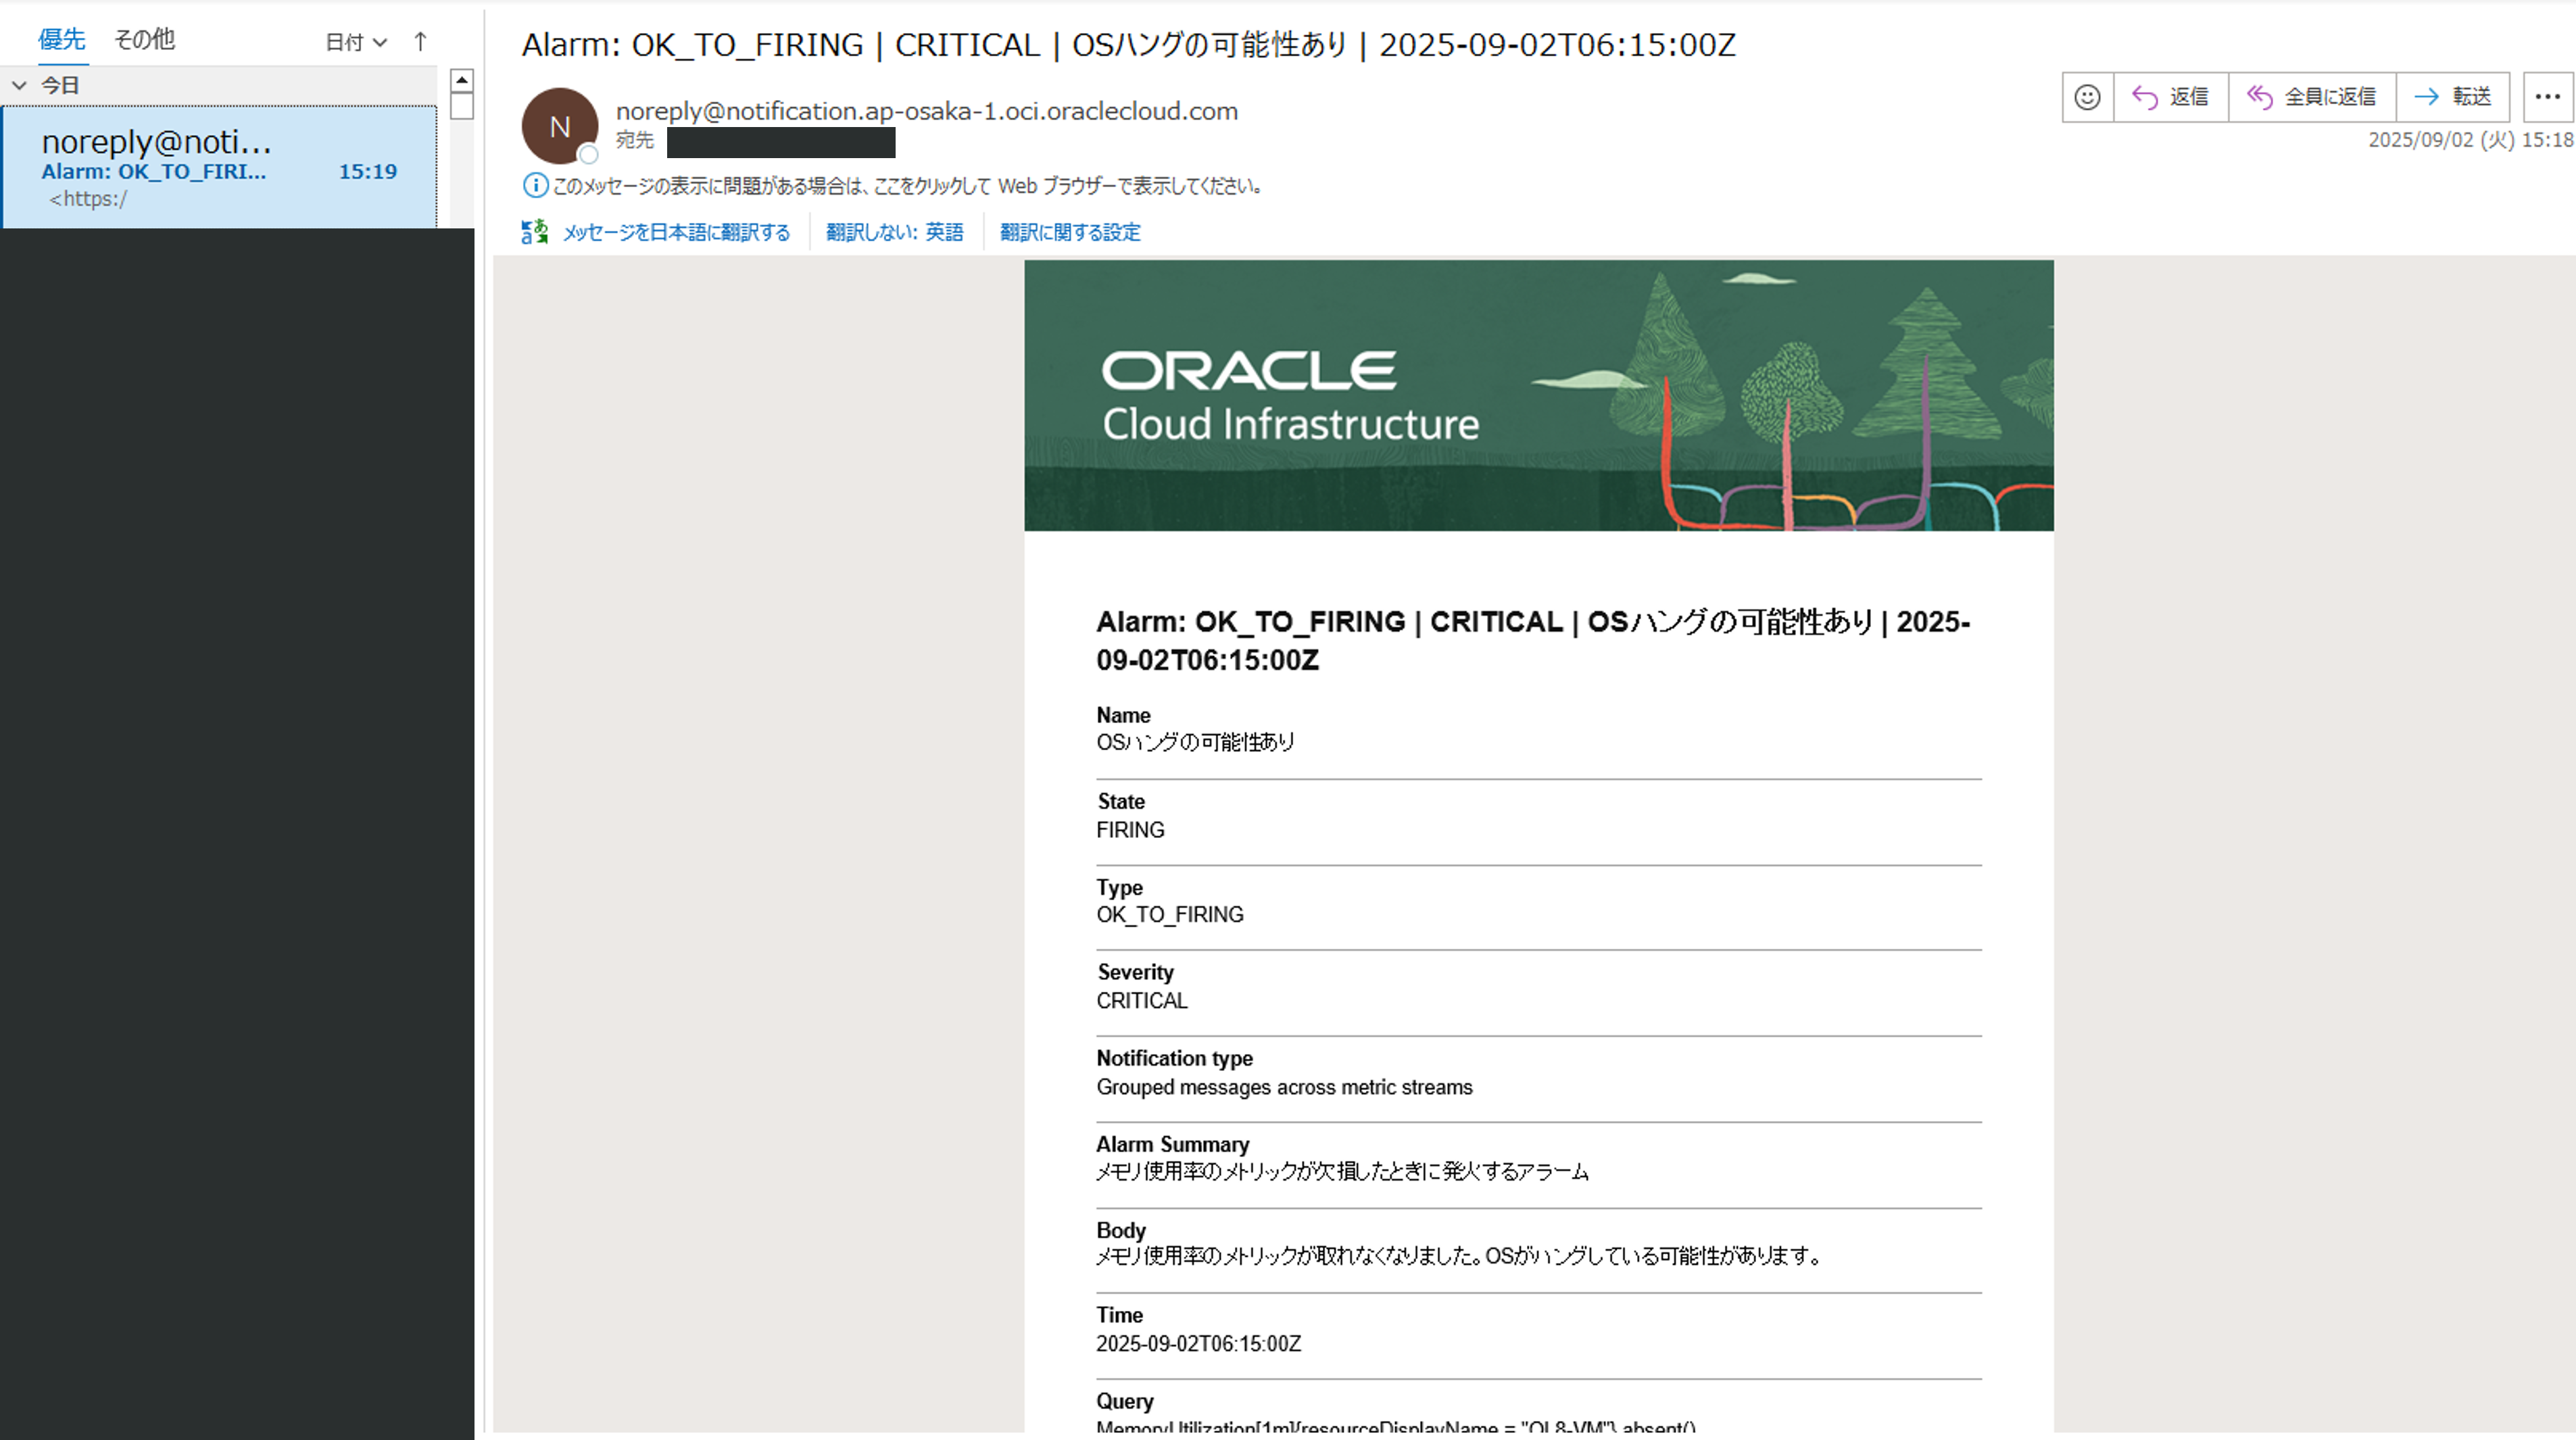 優先 その他 日付
今日
noreply@noti...
Alarm: OK_TO_FIRI... 15:19
<https:/
Alarm: OK_TO_FIRING | CRITICAL | OSハングの可能性あり | 2025-09-02T06:15:00Z
N
noreply@notification.ap-osaka-1.oci.oraclecloud.com
宛先
返信 全員に返信 転送
2025/09/02 (火) 15:18
このメッセージの表示に問題がある場合は、ここをクリックして Web ブラウザーで表示してください。
メッセージを日本語に翻訳する 翻訳しない: 英語 翻訳に関する設定
ORACLE
Cloud Infrastructure
Alarm: OK_TO_FIRING | CRITICAL | OSハングの可能性あり | 2025-
09-02T06:15:00Z
Name
OSハングの可能性あり
State
FIRING
Type
OK_TO_FIRING
Severity
CRITICAL
Notification type
Grouped messages across metric streams
Alarm Summary
メモリ使用率のメトリックが欠損したときに発火するアラーム
Body
メモリ使用率のメトリックが取れなくなりました。OSがハングしている可能性があります。
Time
2025-09-02T06:15:00Z
Query
MemoryUtilization[1m]{resourceDisplayName = "OL8-VM"}.absent()